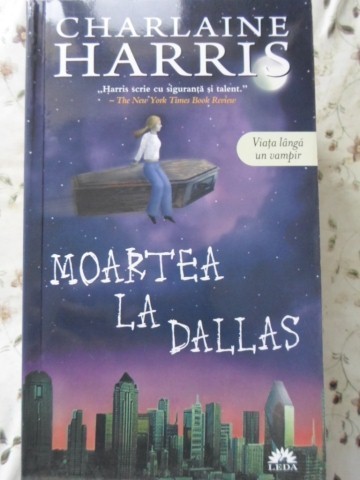 CHARLAINE
HARRIS
„Harris scrie cu siguranță și talent.”
– The New York Times Book Review
Viața lângă
un vampir
MOARTEA
LA
DALLAS
LEDA